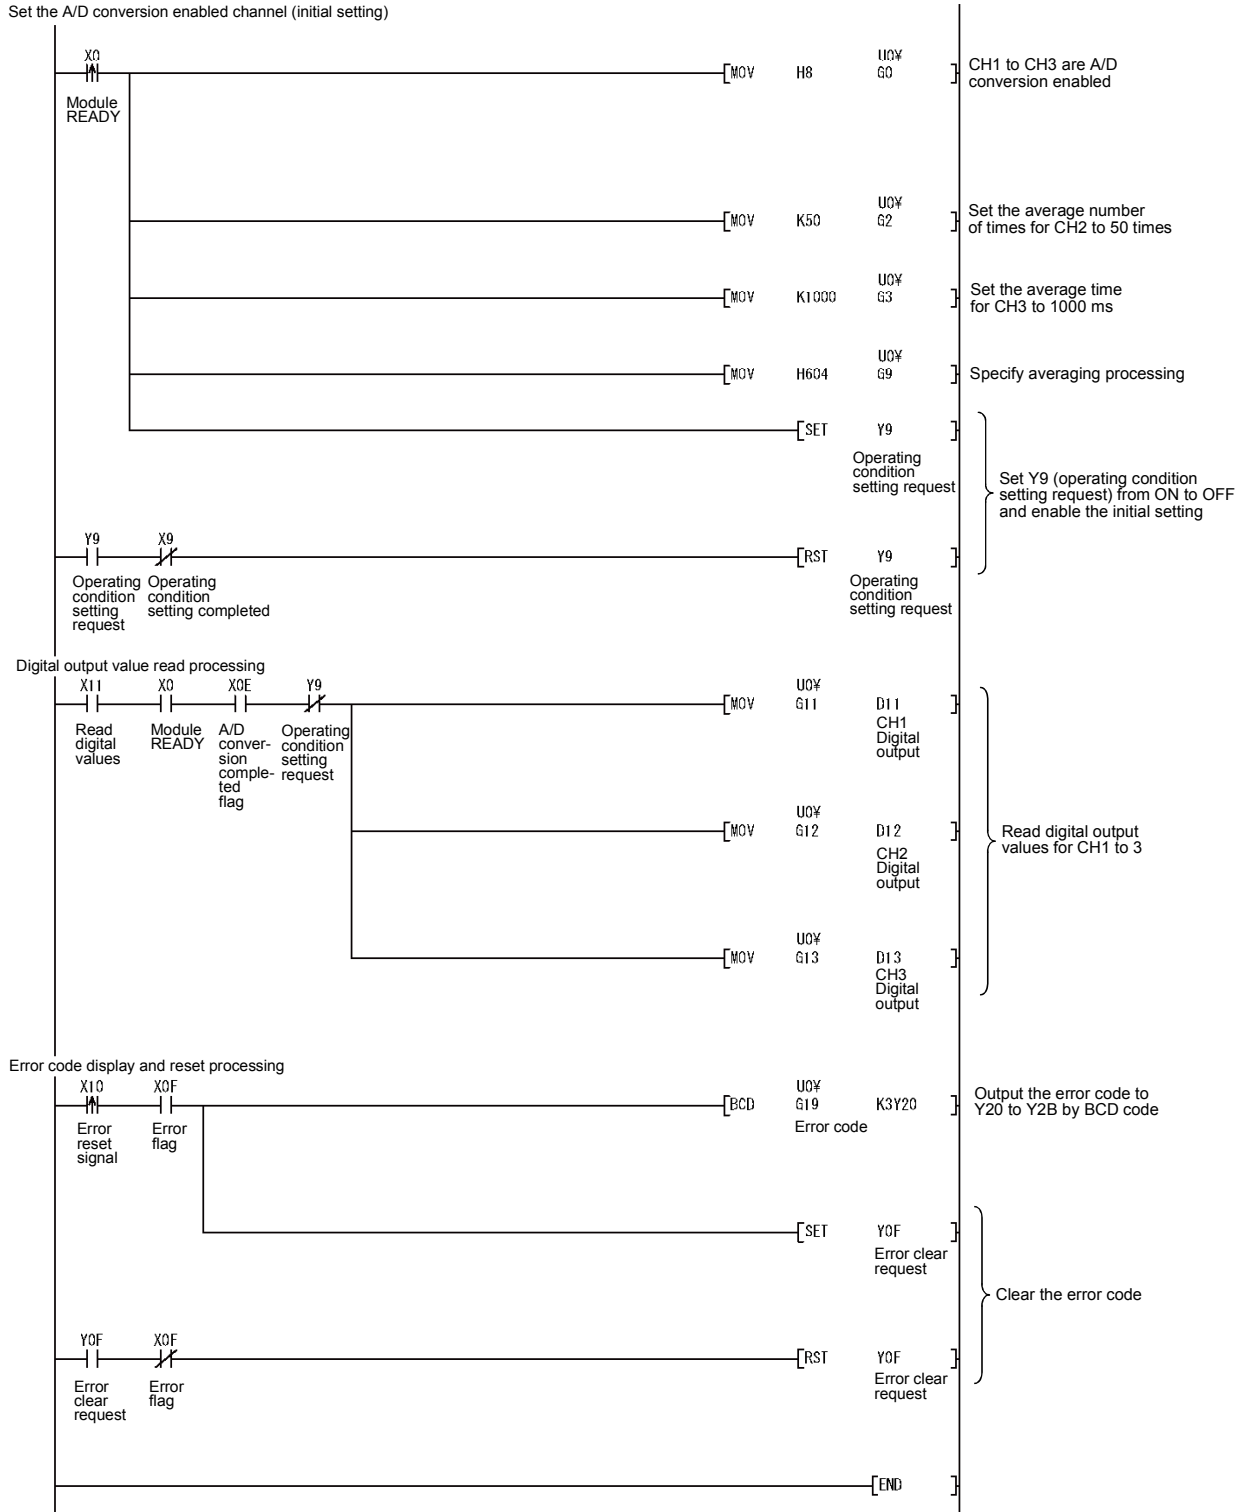 Set the A/D conversion enabled channel (initial setting)
X0
Module
READY
MOV H8 U0¥
G0
CH1 to CH3 are A/D
conversion enabled
MOV K50 U0¥
G2
Set the average number
of times for CH2 to 50 times
MOV K1000 U0¥
G3
Set the average time
for CH3 to 1000 ms
MOV H604 U0¥
G9
Specify averaging processing
SET Y9
Operating
condition
setting request
Set Y9 (operating condition
setting request) from ON to OFF
and enable the initial setting
Y9
Operating
condition
setting
request
X9
Operating
condition
setting completed
RST Y9
Operating
condition
setting request
Digital output value read processing
X11
Read
digital
values
X0
Module
READY
X0E
A/D
conver-
sion
comple-
ted
flag
Y9
Operating
condition
setting
request
MOV U0¥
G11 D11
CH1
Digital
output
MOV U0¥
G12 D12
CH2
Digital
output
Read digital output
values for CH1 to 3
MOV U0¥
G13 D13
CH3
Digital
output
Error code display and reset processing
X10
Error
reset
signal
X0F
Error
flag
BCD U0¥
G19 K3Y20
Error code
Output the error code to
Y20 to Y2B by BCD code
SET Y0F
Error clear
request
Clear the error code
Y0F
Error
clear
request
X0F
Error
flag
RST Y0F
Error clear
request
END